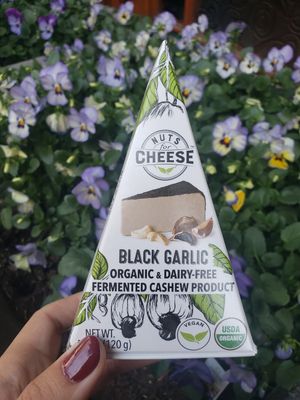 NUTS
for
CHEESE
BLACK GARLIC
ORGANIC & DAIRY-FREE
FERMENTED CASHEW PRODUCT
NET WT.
(120 g)
VEGAN
USDA
ORGANIC